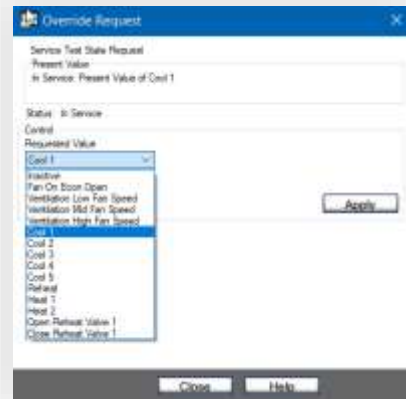 Override Request
Service Test State Request
Present Value
In Service: Present Value of Cool 1
Status In Service
Control
Requested Value
Cool 1
Inactive
Fan On Econ Open
Ventilation Low Fan Speed
Ventilation Mid Fan Speed
Ventilation High Fan Speed
Cool 1
Cool 2
Cool 3
Cool 4
Cool 5
Reheat
Heat 1
Heat 2
Open Reheat Valve 1
Close Reheat Valve 1
Apply
Close Help